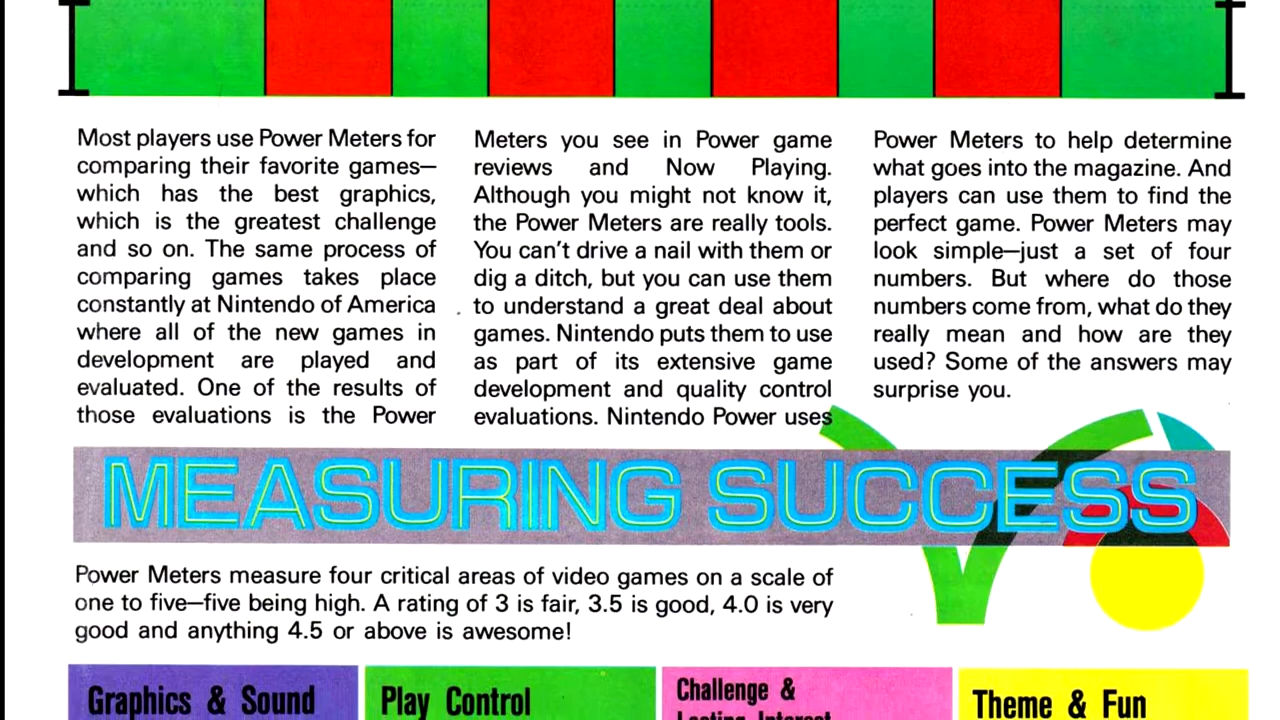 Most players use Power Meters for
comparing their favorite games—
which has the best graphics,
which is the greatest challenge
and so on. The same process of
comparing games takes place
constantly at Nintendo of America
where all of the new games in
development are played and
evaluated. One of the results of
those evaluations is the Power
Meters you see in Power game
reviews and Now Playing.
Although you might not know it,
the Power Meters are really tools.
You can't drive a nail with them or
dig a ditch, but you can use them
to understand a great deal about
games. Nintendo puts them to use
as part of its extensive game
development and quality control
evaluations. Nintendo Power uses
Power Meters to help determine
what goes into the magazine. And
players can use them to find the
perfect game. Power Meters may
look simple—just a set of four
numbers. But where do those
numbers come from, what do they
really mean and how are they
used? Some of the answers may
surprise you.
MEASURING SUCCESS
Power Meters measure four critical areas of video games on a scale of
one to five—five being high. A rating of 3 is fair, 3.5 is good, 4.0 is very
good and anything 4.5 or above is awesome!
Graphics & Sound
Play Control
Challenge &
Lasting Interest
Theme & Fun